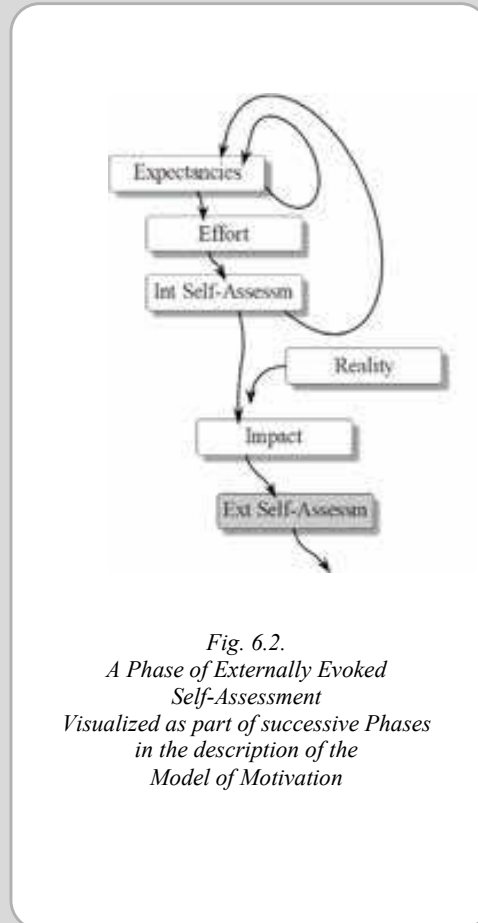 Expectancies
Effort
Int Self-Assessm
Reality
Impact
Ext Self-Assessm
Fig. 6.2.
A Phase of Externally Evoked
Self-Assessment
Visualized as part of successive Phases
in the description of the
Model of Motivation